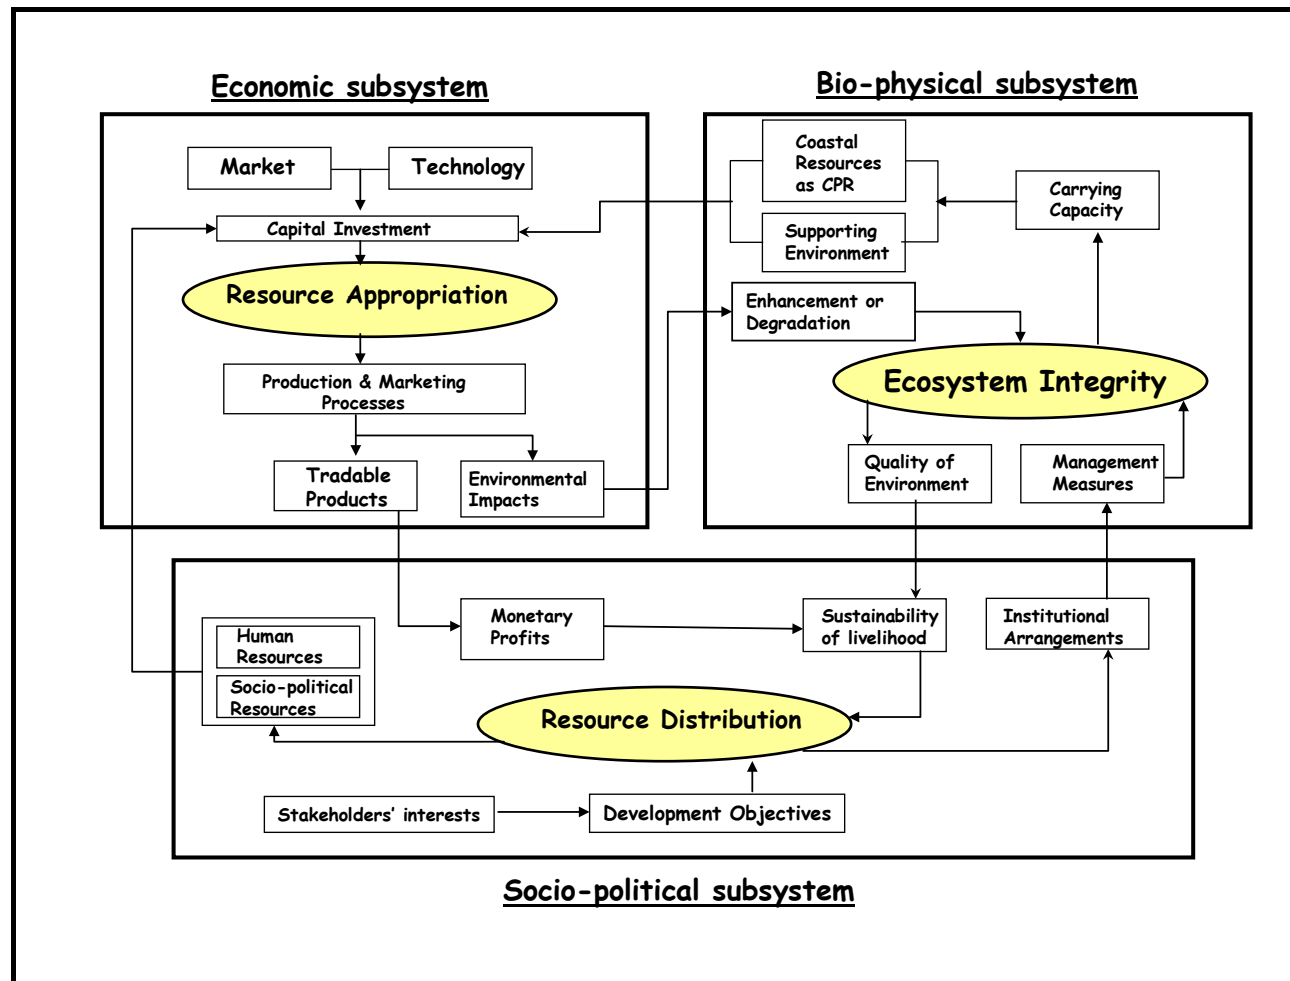 Economic subsystem
Bio-physical subsystem
Market
Technology
Capital Investment
Resource Appropriation
Production & Marketing
Processes
Tradable
Products
Environmental
Impacts
Coastal
Resources
as CPR
Supporting
Environment
Carrying
Capacity
Enhancement or
Degradation
Ecosystem Integrity
Quality of
Environment
Management
Measures
Human
Resources
Socio-political
Resources
Monetary
Profits
Sustainability
of livelihood
Institutional
Arrangements
Resource Distribution
Stakeholders' interests
Development Objectives
Socio-political subsystem